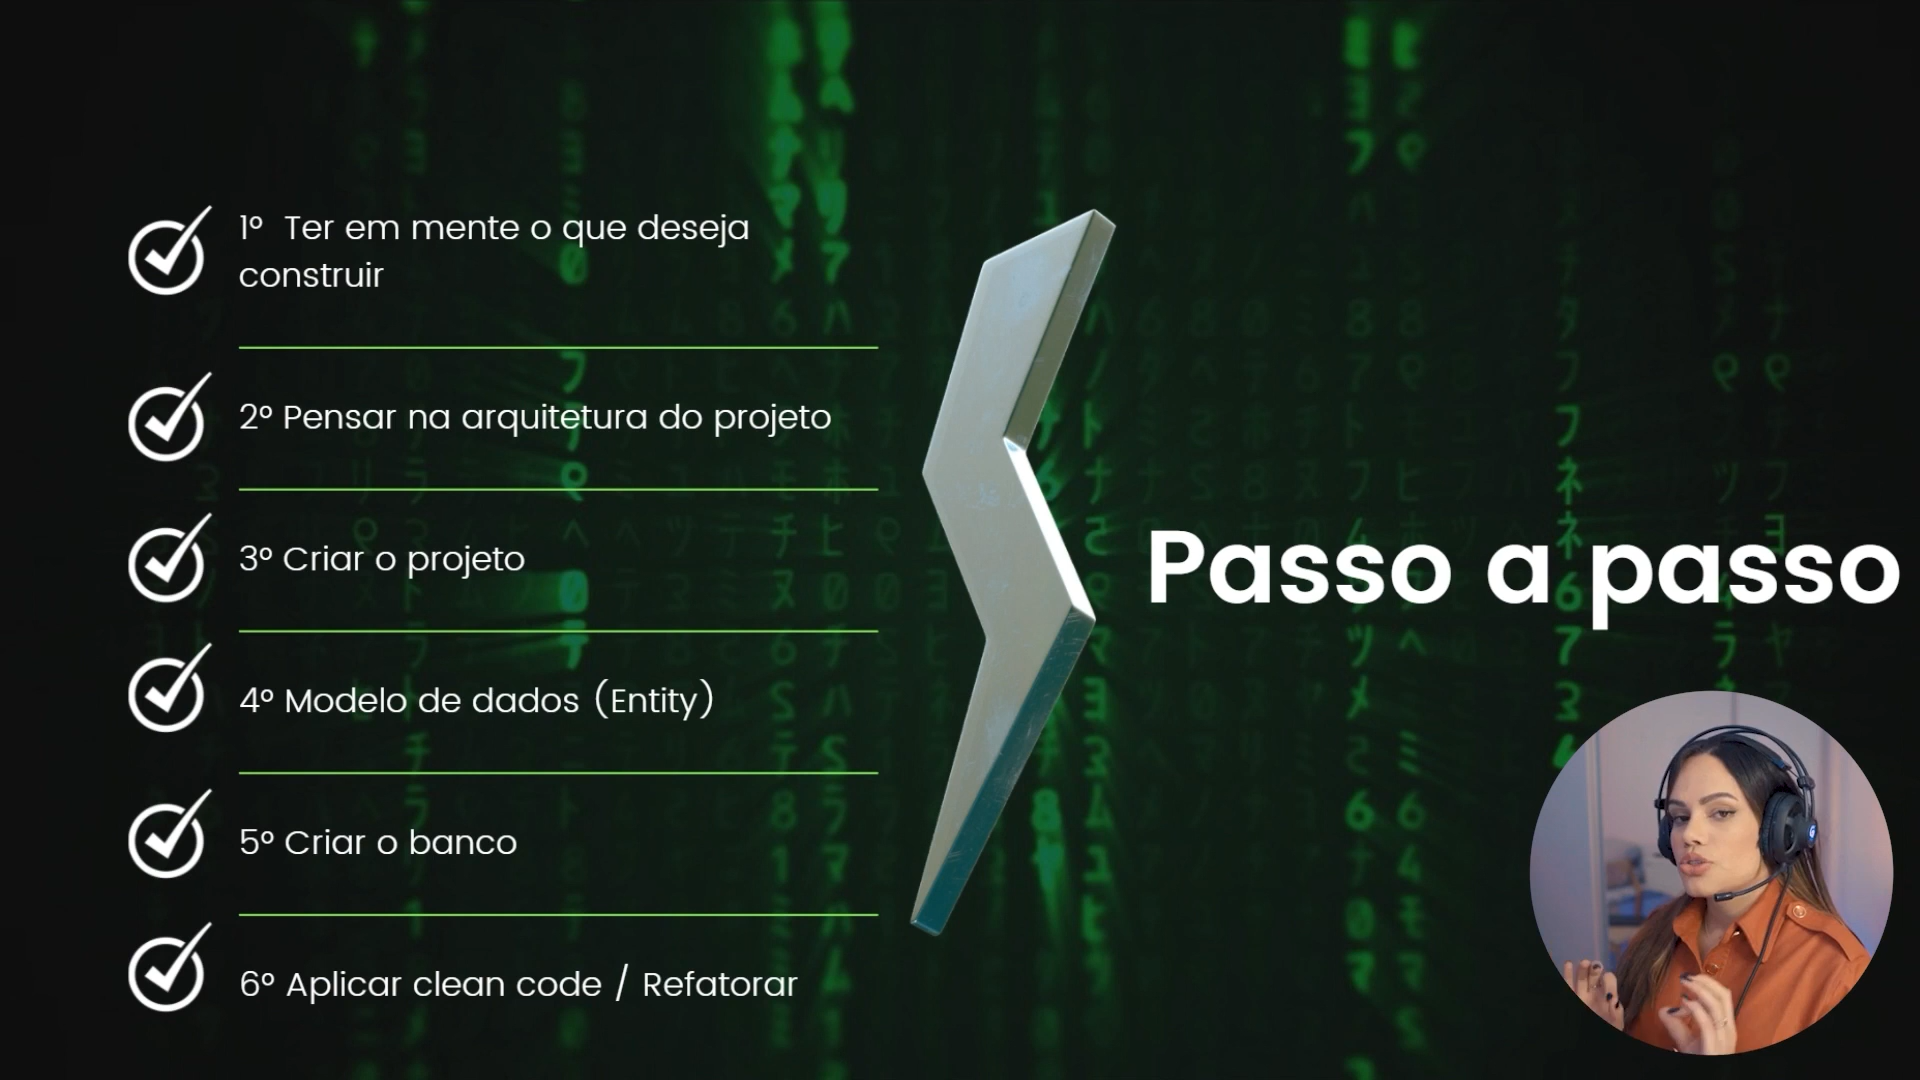 1º Ter em mente o que deseja
construir
2º Pensar na arquitetura do projeto
3º Criar o projeto
4º Modelo de dados (Entity)
5º Criar o banco
6º Aplicar clean code / Refatorar
Passo a passo